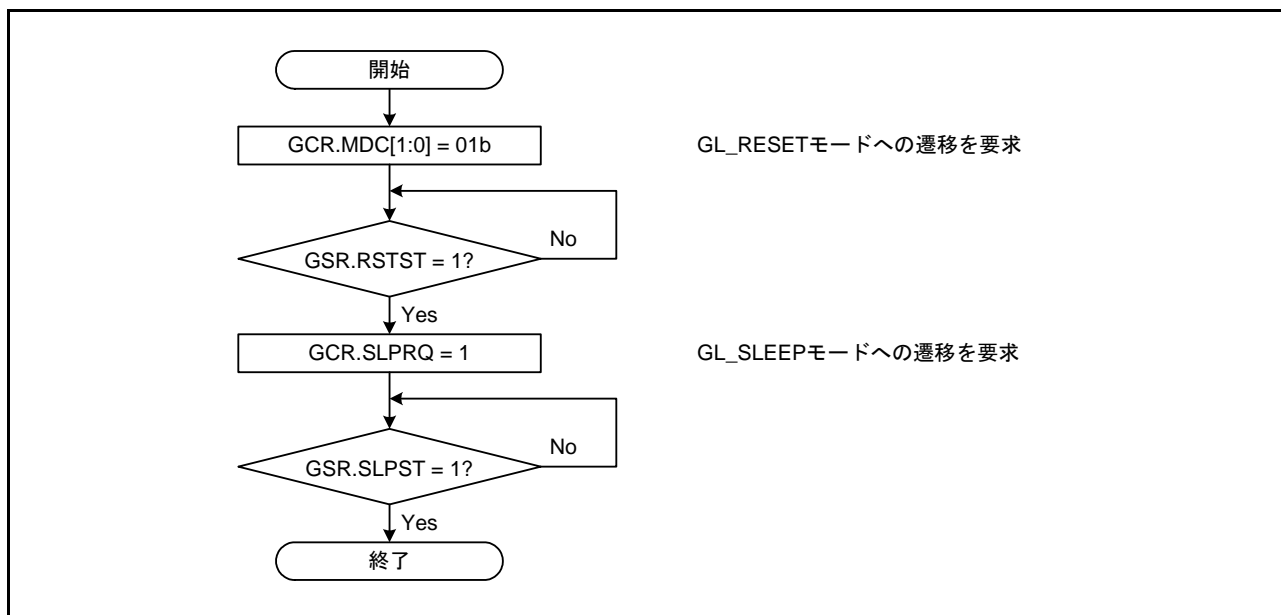 開始
GCR.MDC[1:0] = 01b
GL_RESETモードへの遷移を要求
No
GSR.RSTST = 1?
Yes
GCR.SLPRQ = 1
GL_SLEEPモードへの遷移を要求
No
GSR.SLPST = 1?
Yes
終了